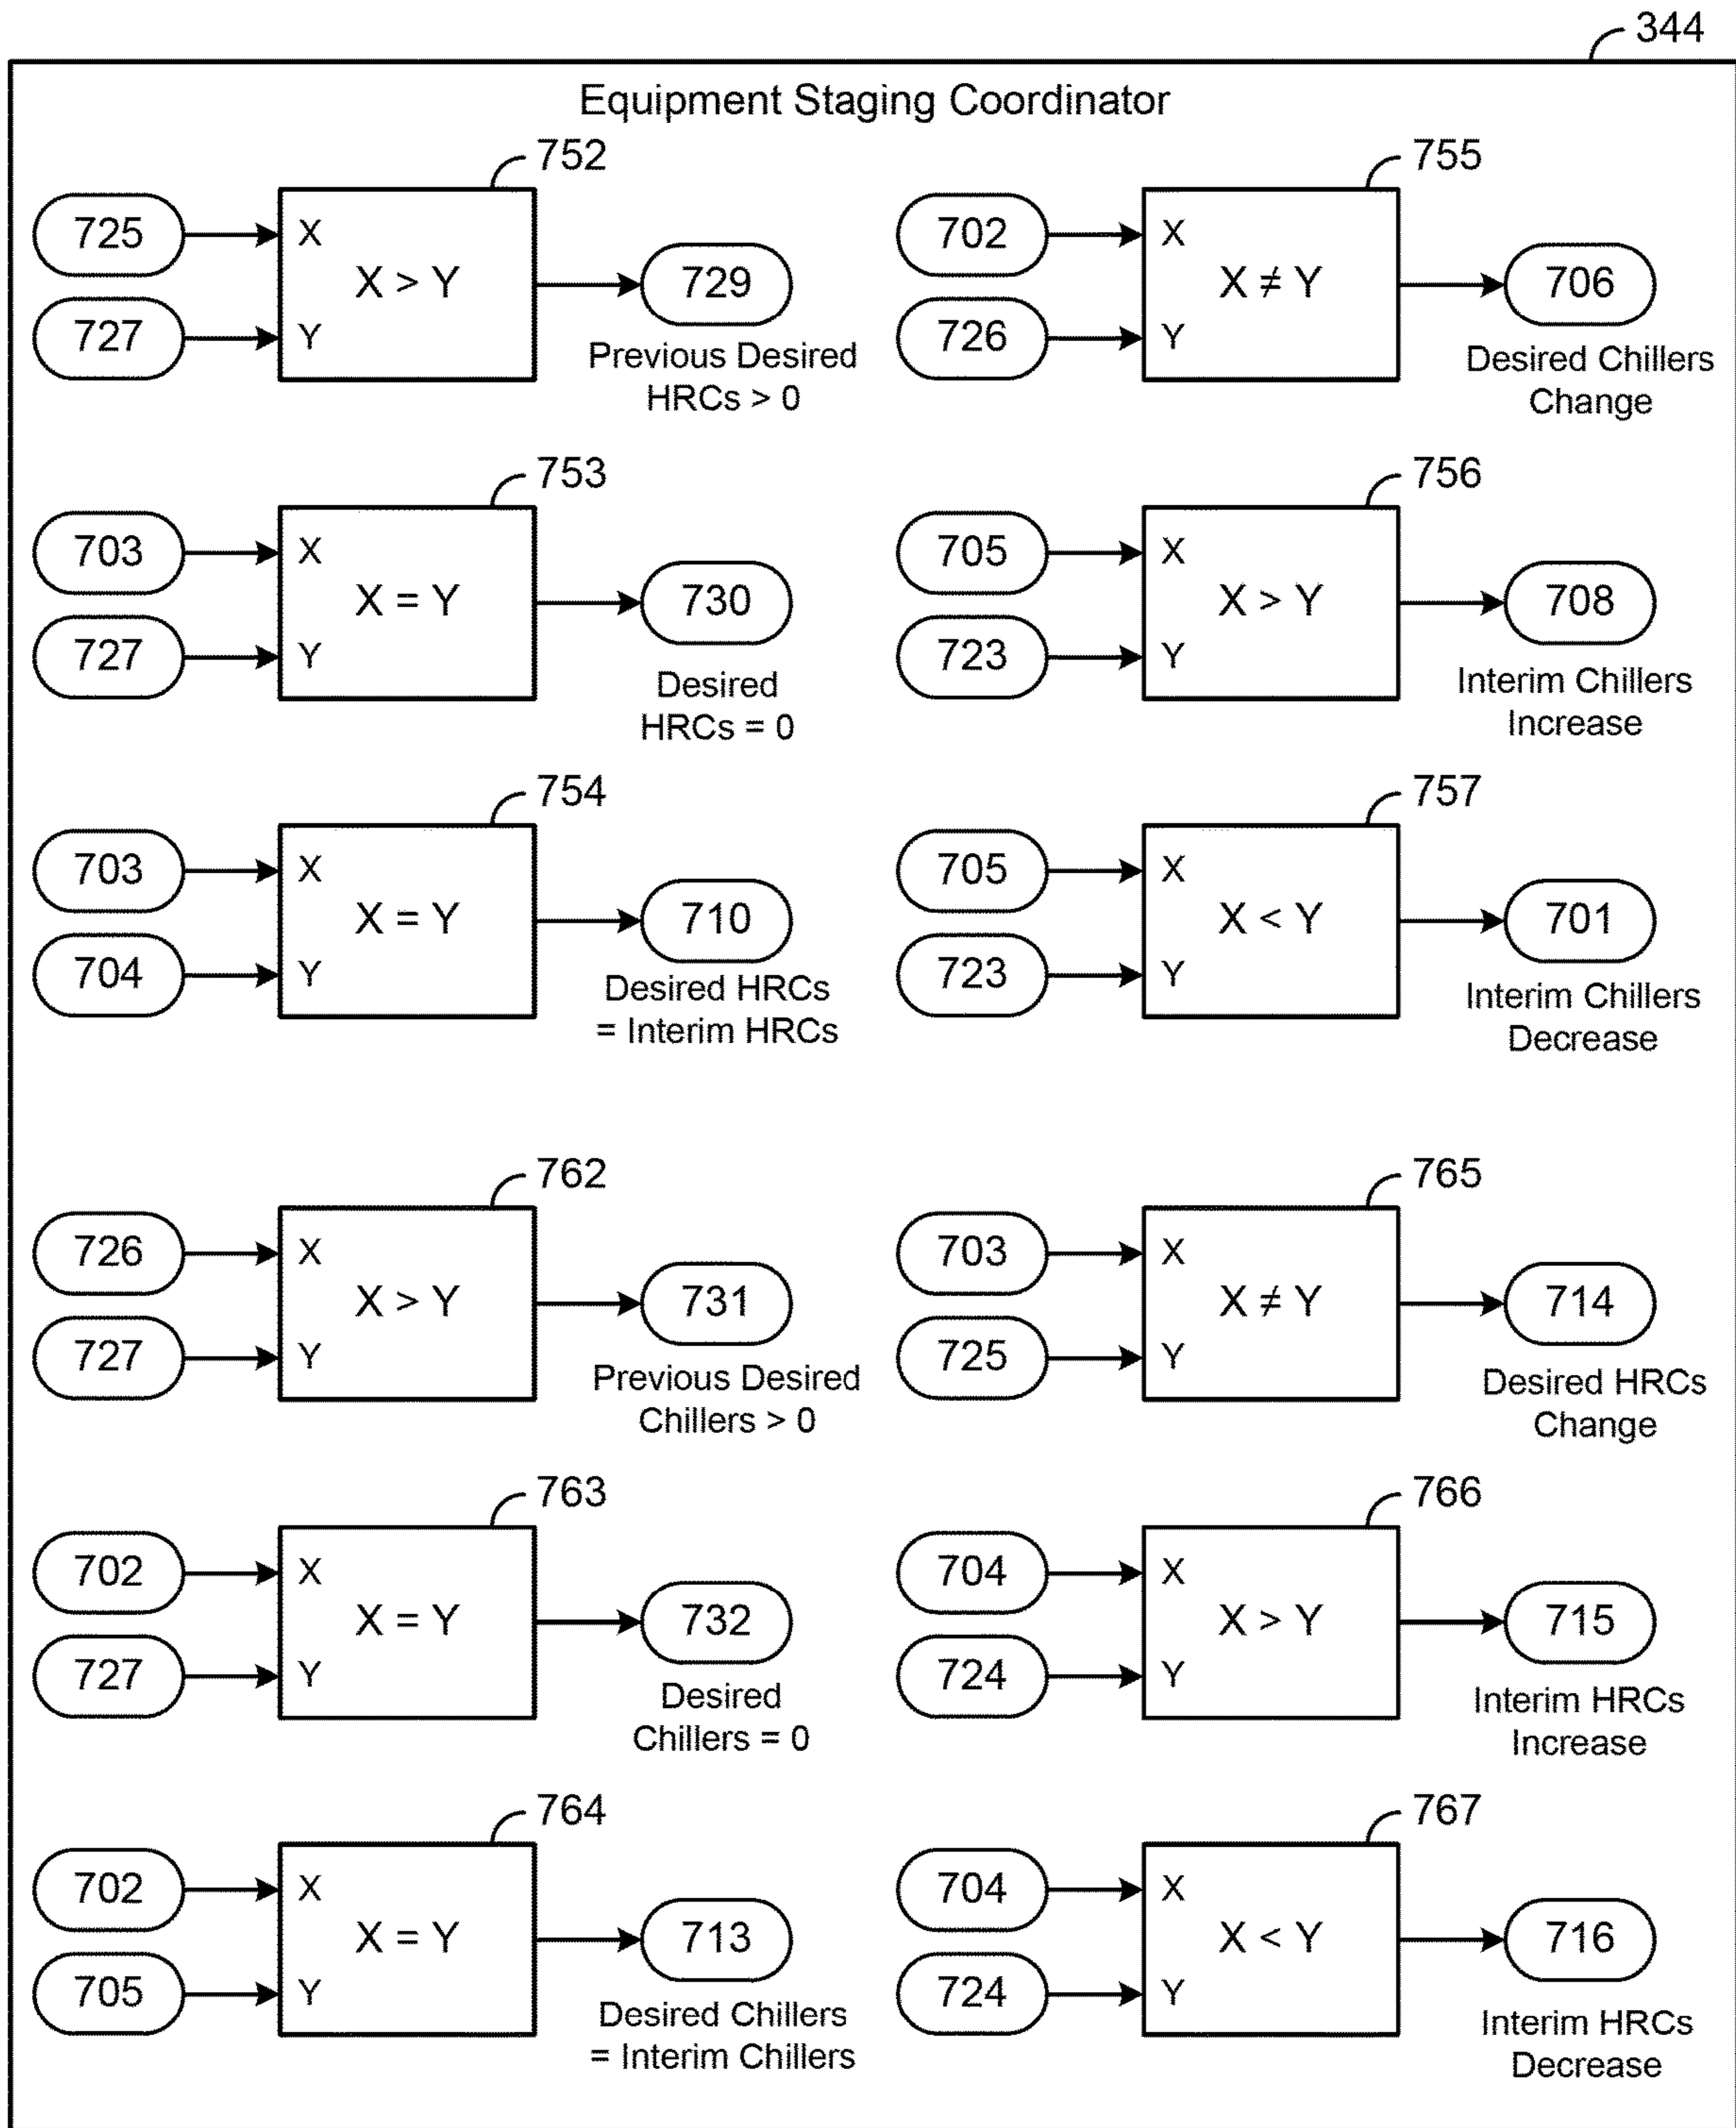 344
Equipment Staging Coordinator
752
725
X
X > Y
727
Y
729
Previous Desired
HRCs > 0
755
702
X
X ≠ Y
726
Y
706
Desired Chillers
Change
753
703
X
X = Y
727
Y
730
Desired
HRCs = 0
756
705
X
X > Y
723
Y
708
Interim Chillers
Increase
754
703
X
X = Y
704
Y
710
Desired HRCs
= Interim HRCs
757
705
X
X < Y
723
Y
701
Interim Chillers
Decrease
762
726
X
X > Y
727
Y
731
Previous Desired
Chillers > 0
765
703
X
X ≠ Y
725
Y
714
Desired HRCs
Change
763
702
X
X = Y
727
Y
732
Desired
Chillers = 0
766
704
X
X > Y
724
Y
715
Interim HRCs
Increase
764
702
X
X = Y
705
Y
713
Desired Chillers
= Interim Chillers
767
704
X
X < Y
724
Y
716
Interim HRCs
Decrease